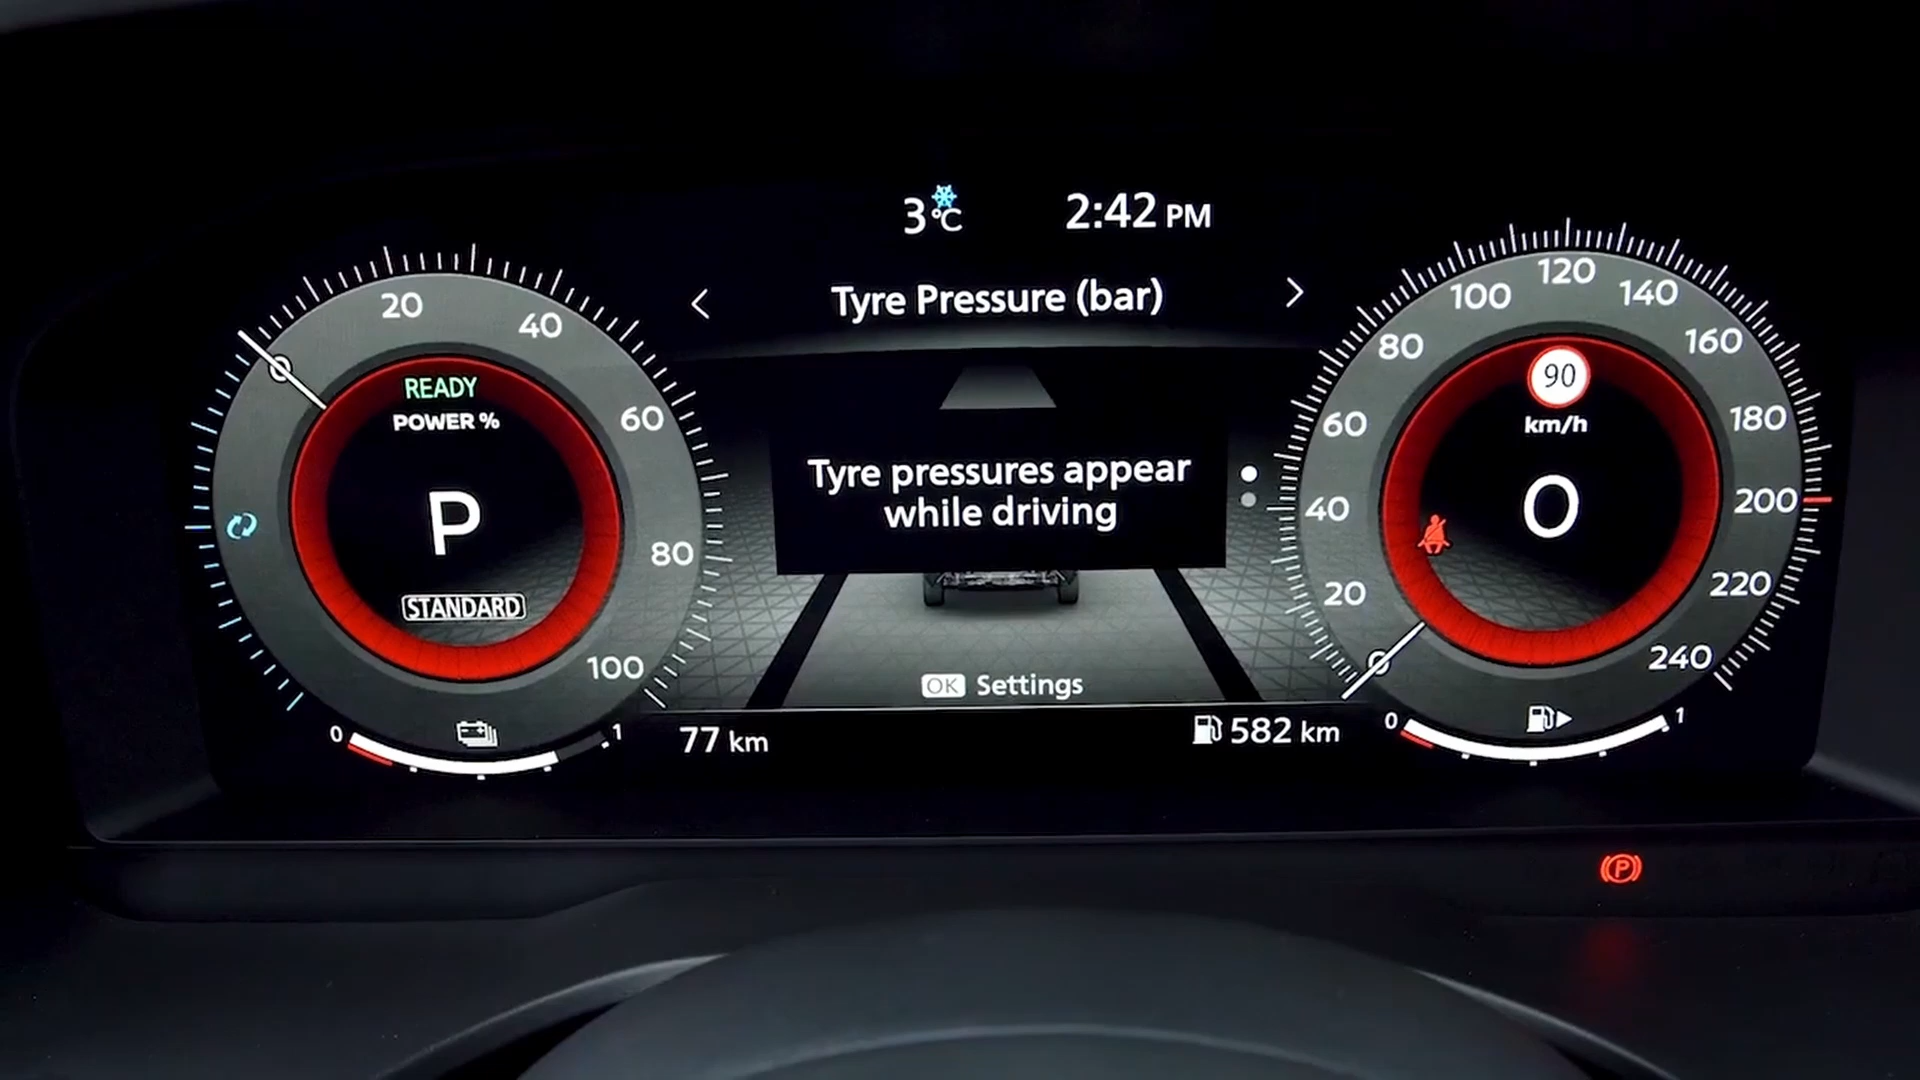 3°C
2:42 PM
Tyre Pressure (bar)
Tyre pressures appear
while driving
OK Settings
77 km
582 km
READY
POWER %
P
STANDARD
0
20
40
60
80
100
0
1
90
km/h
0
0
20
40
60
80
100
120
140
160
180
200
220
240
0
1
P